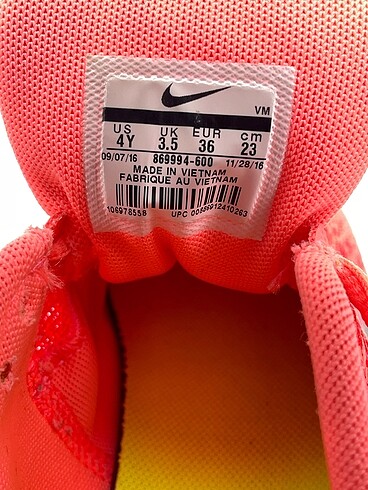 VM
US UK EUR cm
4Y 3.5 36 23
09/07/16 869994-600 11/28/16
MADE IN VIETNAM
FABRIQUE AU VIETNAM
106978558 UPC 00886912410263